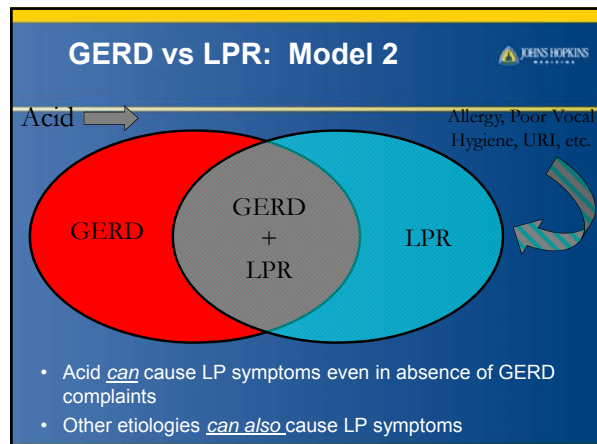 GERD vs LPR: Model 2
JOHNS HOPKINS
MEDICINE
Acid
Allergy, Poor Vocal
Hygiene, URI, etc.
GERD
GERD
+
LPR
LPR
• Acid can cause LP symptoms even in absence of GERD
complaints
• Other etiologies can also cause LP symptoms